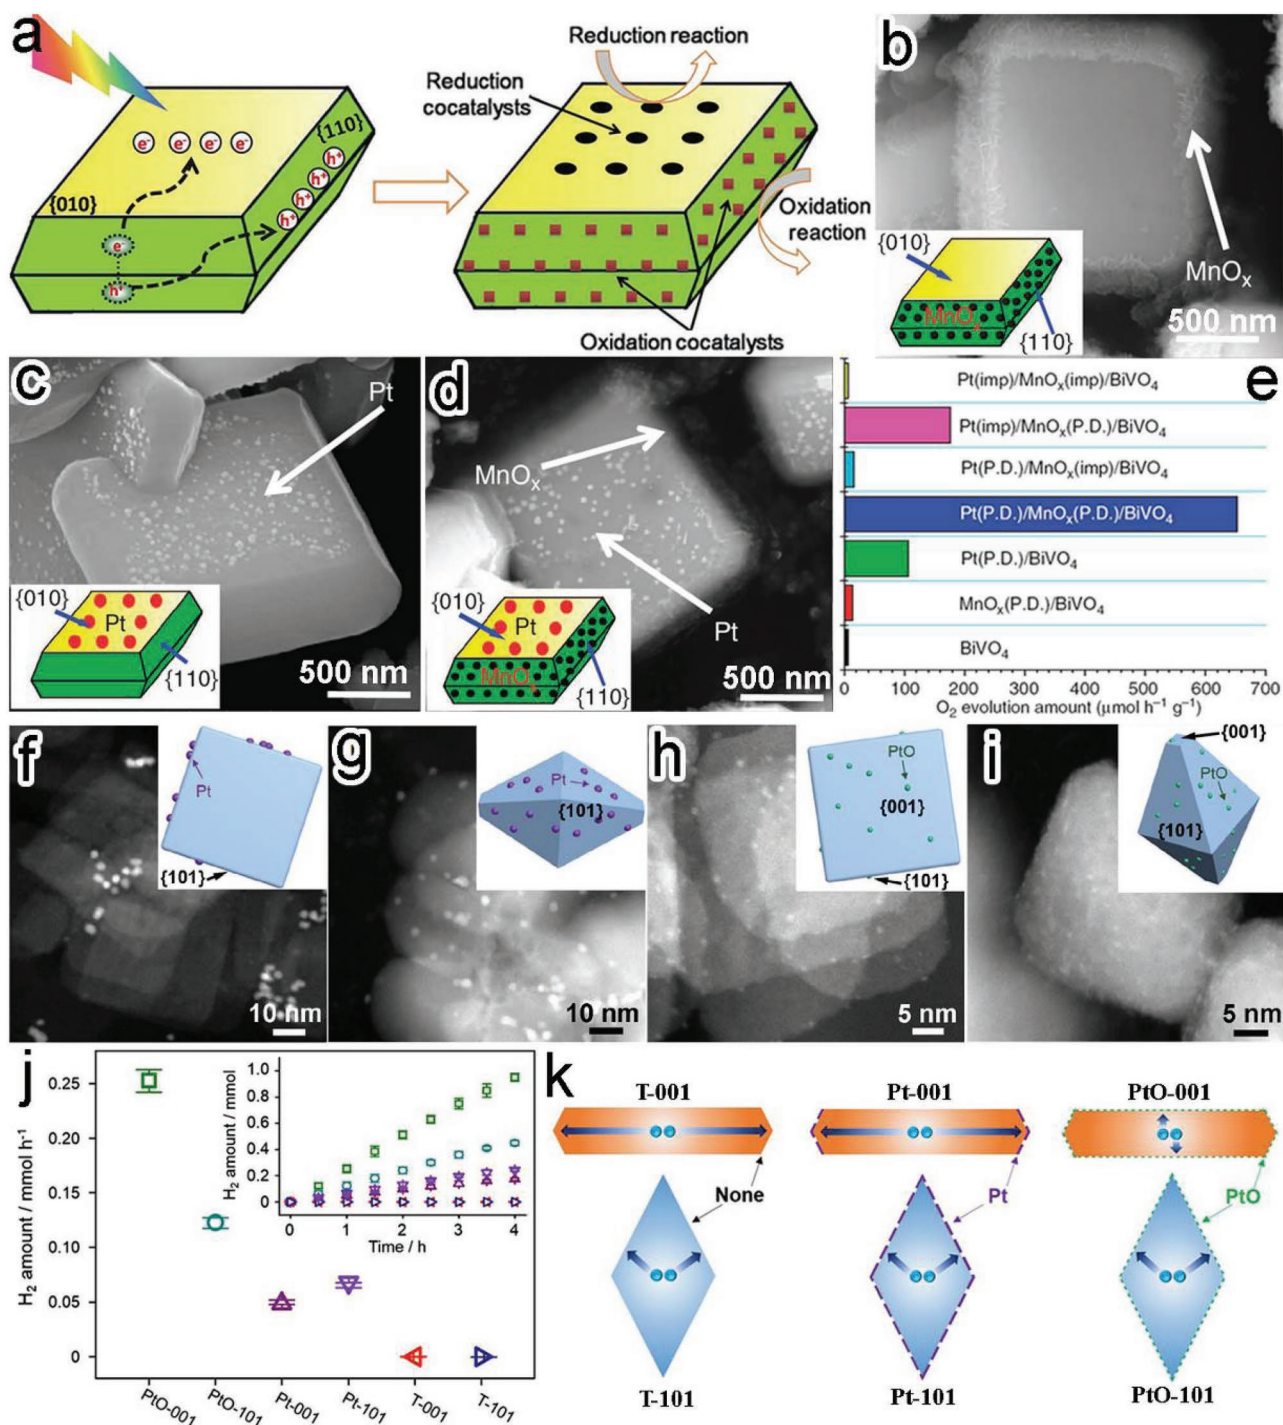 a
Reduction reaction
Reduction
cocatalysts
{110}
e⁻ e⁻ e⁻ e⁻
h⁺
h⁺
h⁺
h⁺
{010}
e⁻
h⁺
Oxidation
reaction
Oxidation cocatalysts
b
MnOₓ
{010}
MnOₓ
{110}
500 nm
c
Pt
{010}
Pt
{110}
500 nm
d
MnOₓ
Pt
{010}
Pt
MnOₓ
{110}
500 nm
e
Pt(imp)/MnOₓ(imp)/BiVO₄
Pt(imp)/MnOₓ(P.D.)/BiVO₄
Pt(P.D.)/MnOₓ(imp)/BiVO₄
Pt(P.D.)/MnOₓ(P.D.)/BiVO₄
Pt(P.D.)/BiVO₄
MnOₓ(P.D.)/BiVO₄
BiVO₄
0 100 200 300 400 500 600 700
O₂ evolution amount (μmol h⁻¹ g⁻¹)
f
Pt
{101}
10 nm
g
Pt
{101}
10 nm
h
PtO
{001}
{101}
5 nm
i
{001}
PtO
{101}
5 nm
j
H₂ amount / mmol h⁻¹
0.25
0.20
0.15
0.10
0.05
0
PtO-001 PtO-101 Pt-001 Pt-101 T-001 T-101
H₂ amount / mmol
1.0
0.8
0.6
0.4
0.2
0
0 1 2 3 4
Time / h
k
T-001 Pt-001 PtO-001
None Pt PtO
T-101 Pt-101 PtO-101